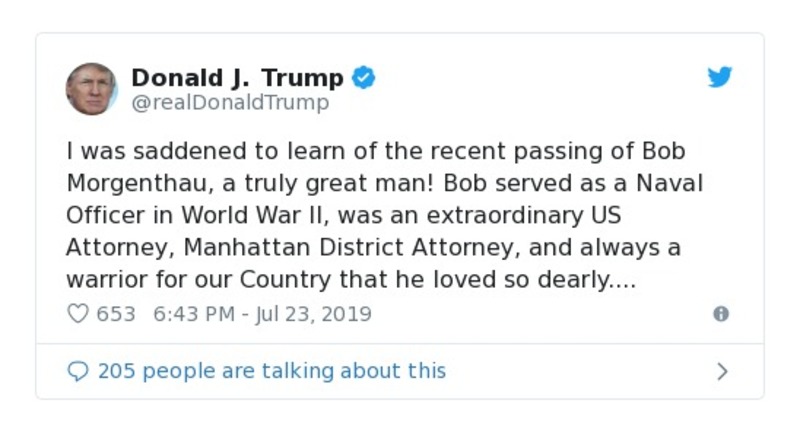 Donald J. Trump
@realDonaldTrump
I was saddened to learn of the recent passing of Bob
Morgenthau, a truly great man! Bob served as a Naval
Officer in World War II, was an extraordinary US
Attorney, Manhattan District Attorney, and always a
warrior for our Country that he loved so dearly....
653 6:43 PM - Jul 23, 2019
205 people are talking about this